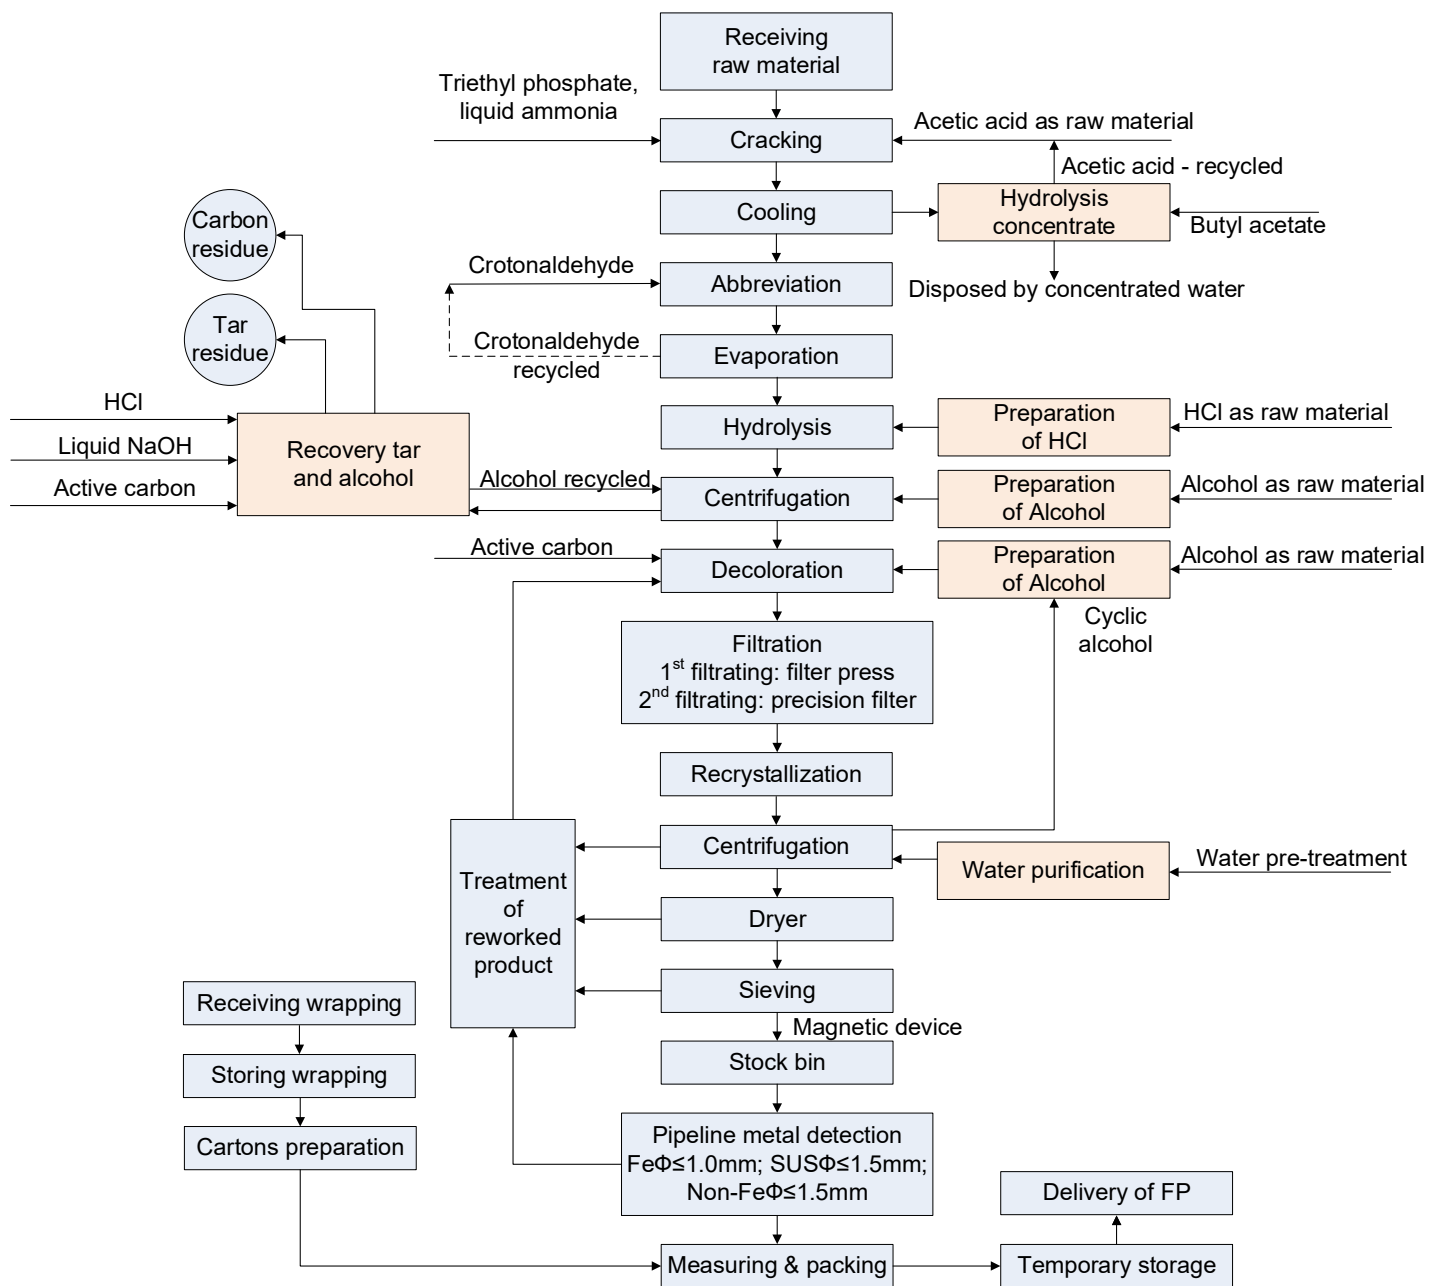 Receiving
raw material
Triethyl phosphate,
liquid ammonia
Cracking
Acetic acid as raw material
Acetic acid - recycled
Carbon
residue
Cooling
Hydrolysis
concentrate
Butyl acetate
Crotonaldehyde
Abbreviation
Disposed by concentrated water
Tar
residue
Crotonaldehyde
recycled
Evaporation
HCl
Liquid NaOH
Active carbon
Recovery tar
and alcohol
Hydrolysis
Preparation
of HCl
HCl as raw material
Alcohol recycled
Centrifugation
Preparation
of Alcohol
Alcohol as raw material
Active carbon
Decoloration
Preparation
of Alcohol
Alcohol as raw material
Cyclic
alcohol
Filtration
1st filtrating: filter press
2nd filtrating: precision filter
Recrystallization
Centrifugation
Water purification
Water pre-treatment
Treatment
of
reworked
product
Dryer
Sieving
Magnetic device
Receiving wrapping
Storing wrapping
Cartons preparation
Stock bin
Pipeline metal detection
FeΦ≤1.0mm; SUSΦ≤1.5mm;
Non-FeΦ≤1.5mm
Delivery of FP
Measuring & packing
Temporary storage